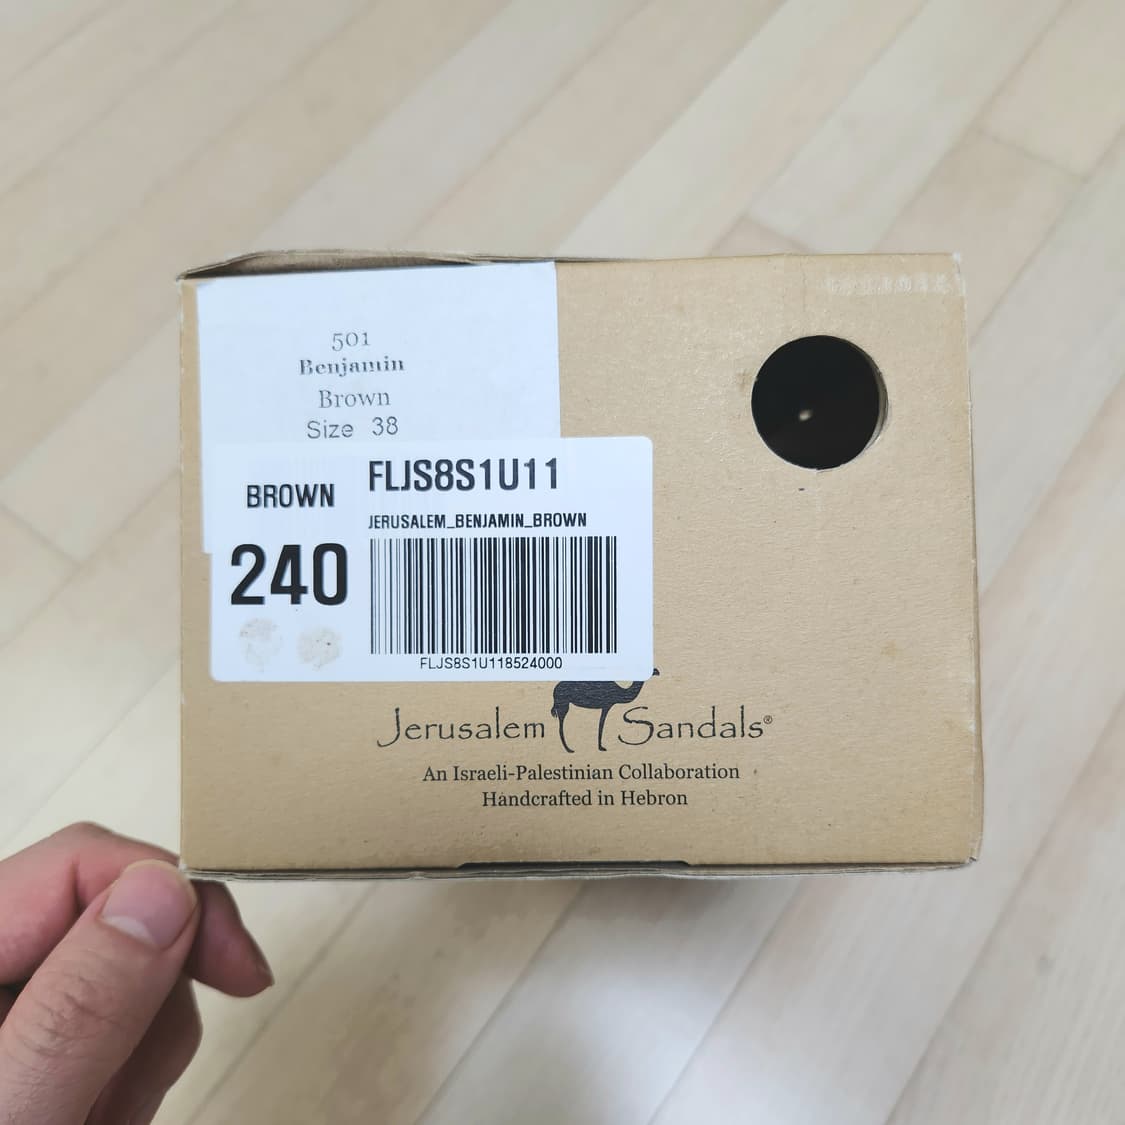 501
Benjamin
Brown
Size 38
BROWN
FLJS8S1U11
JERUSALEM_BENJAMIN_BROWN
240
FLJS8S1U118524000
Jerusalem Sandals®
An Israeli-Palestinian Collaboration
Handcrafted in Hebron